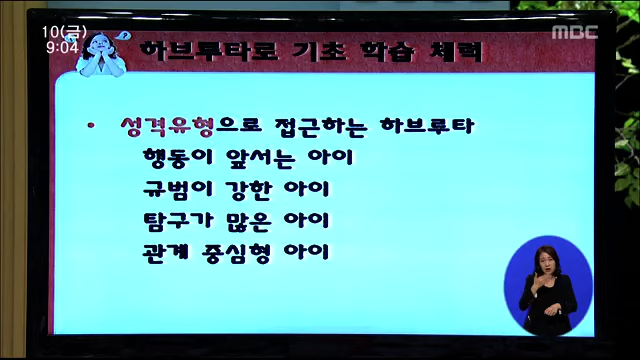 10(금)
9:04
MBC
하브루타로 기초 학습 체력
• 성격유형으로 접근하는 하브루타
행동이 앞서는 아이
규범이 강한 아이
탐구가 많은 아이
관계 중심형 아이